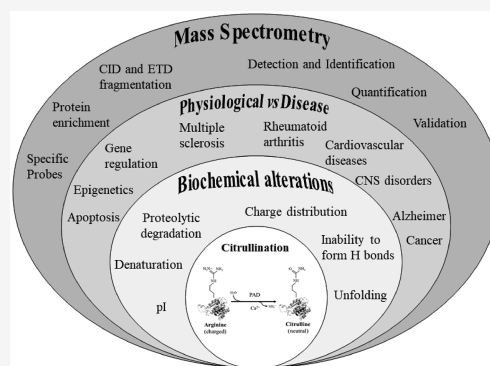 Mass Spectrometry
CID and ETD
fragmentation
Detection and Identification
Protein
enrichment
Quantification
Validation
Specific
Probes
Physiological vs Disease
Multiple
sclerosis
Rheumatoid
arthritis
Gene
regulation
Cardiovascular
diseases
Epigenetics
CNS disorders
Apoptosis
Alzheimer
Cancer
Biochemical alterations
Proteolytic
degradation
Charge distribution
Inability to
form H bonds
Denaturation
Unfolding
pI
Citrullination
PAD
Arginine
(charged)
Citrulline
(neutral)